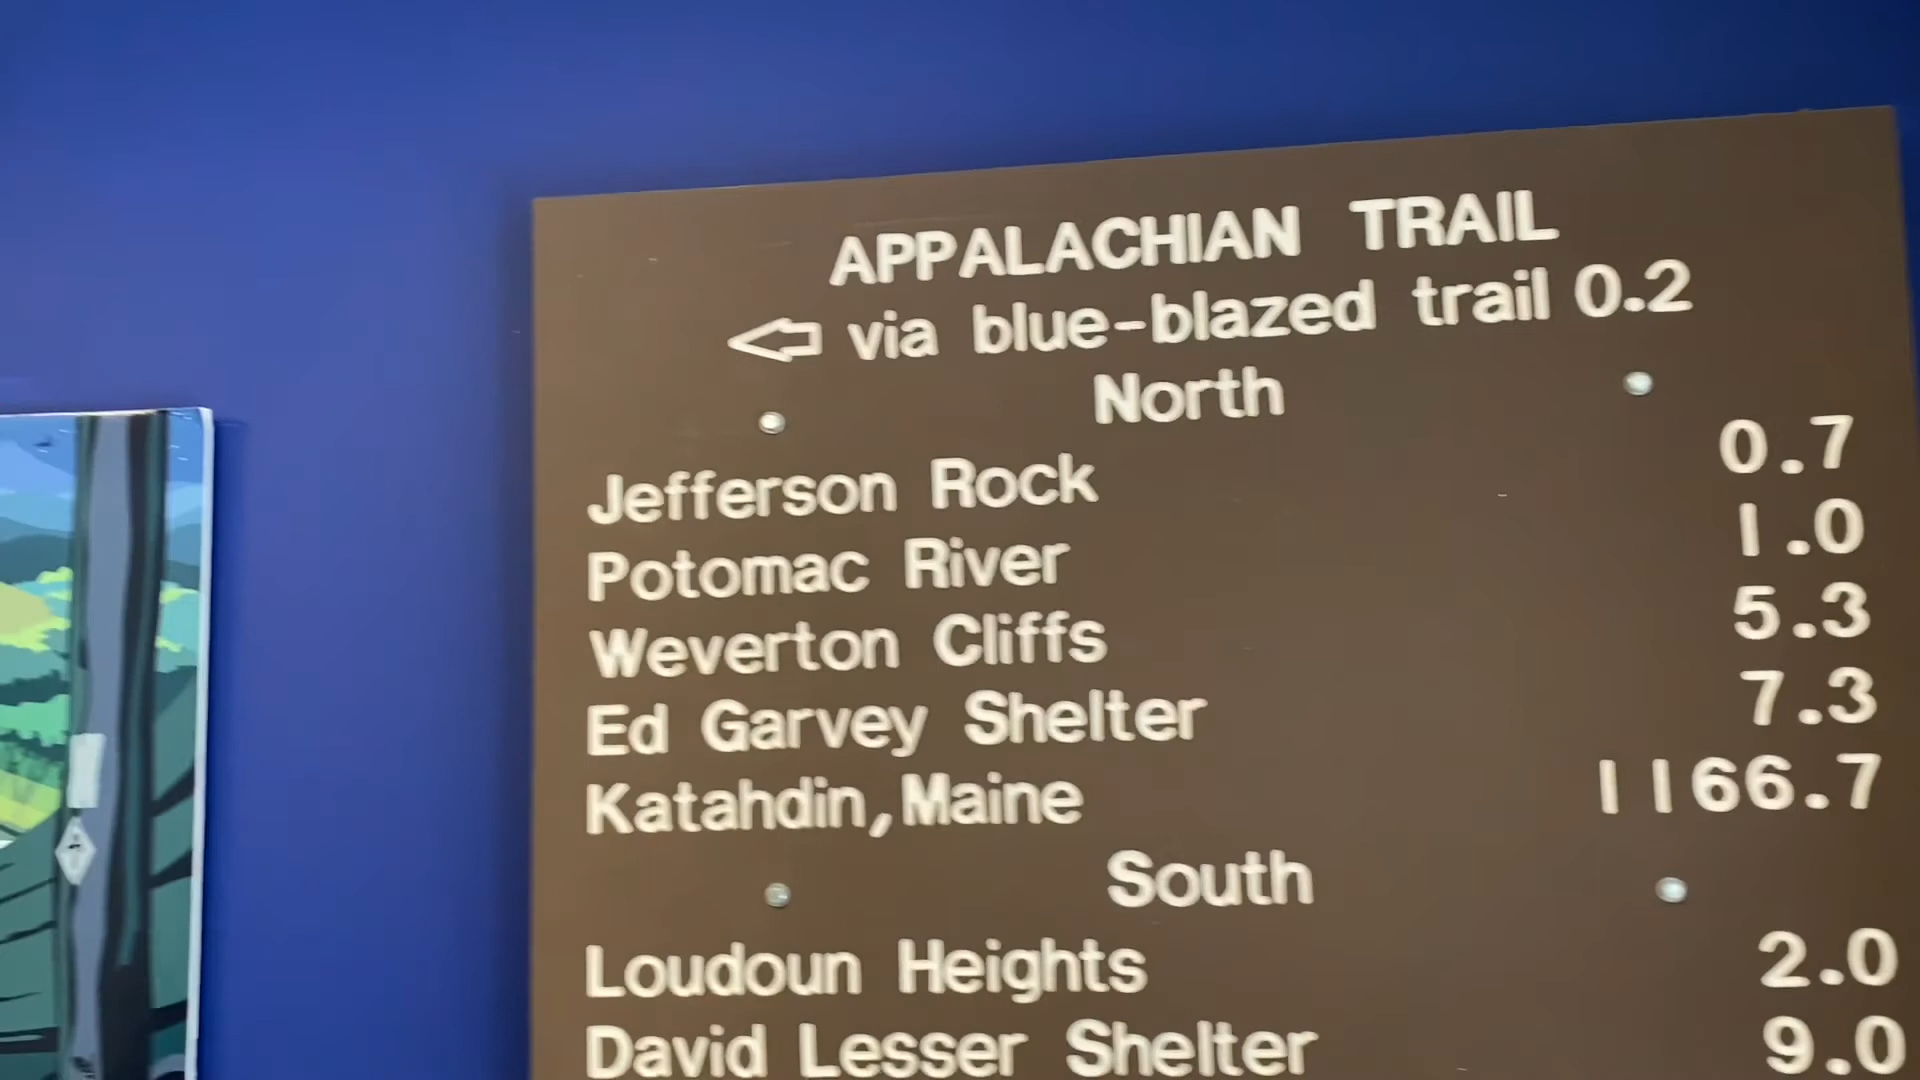 APPALACHIAN TRAIL
via blue-blazed trail 0.2
North
Jefferson Rock 0.7
Potomac River 1.0
Weverton Cliffs 5.3
Ed Garvey Shelter 7.3
Katahdin, Maine 1166.7
South
Loudoun Heights 2.0
David Lesser Shelter 9.0